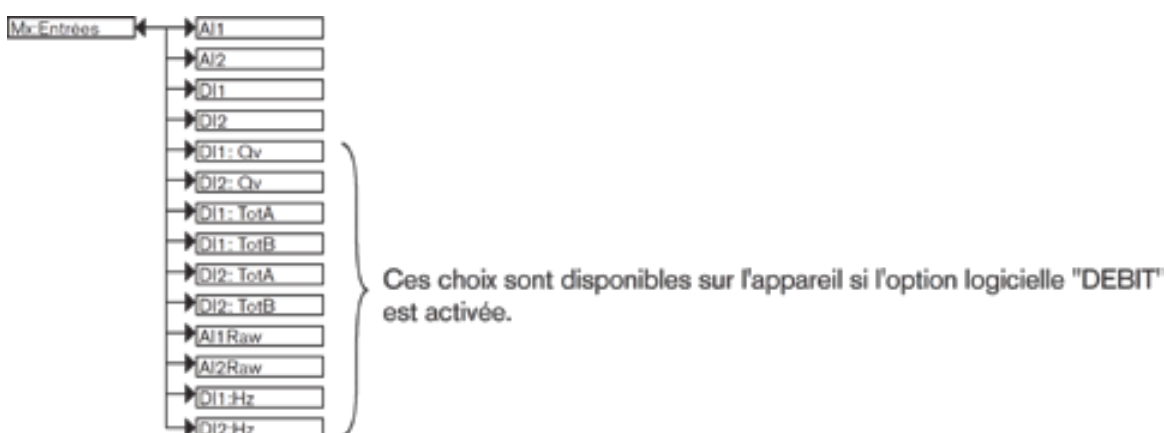 Mx:Entrées
AI1
AI2
DI1
DI2
DI1: Qv
DI2: Qv
DI1: TotA
DI1: TotB
DI2: TotA
DI2: TotB
AI1Raw
AI2Raw
DI1:Hz
DI2:Hz
Ces choix sont disponibles sur l'appareil si l'option logicielle "DEBIT"
est activée.